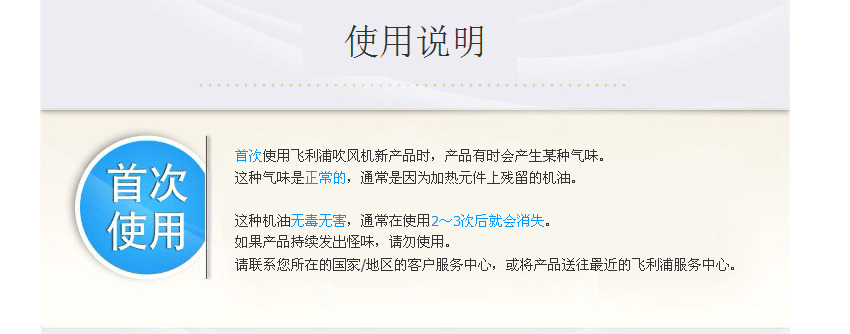 使用说明
首次
使用
首次使用飞利浦吹风机新产品时，产品有时会产生某种气味。
这种气味是正常的，通常是因为加热元件上残留的机油。
这种机油无毒无害，通常在使用2～3次后就会消失。
如果产品持续发出怪味，请勿使用。
请联系您所在的国家/地区的客户服务中心，或将产品送往最近的飞利浦服务中心。